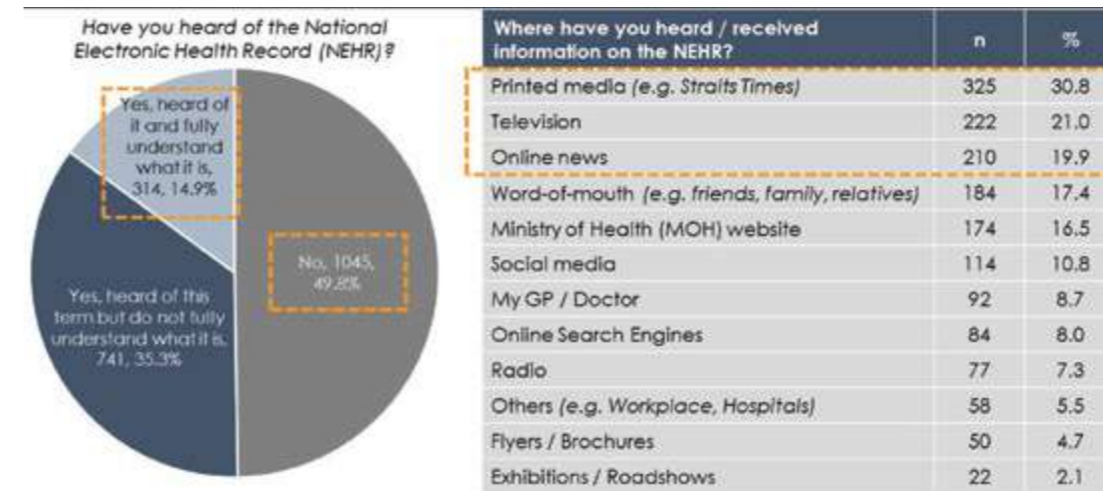 Have you heard of the National
Electronic Health Record (NEHR)?
Yes, heard of
it and fully
understand
what it is,
314, 14.9%
No, 1045,
49.8%
Yes, heard of this
term but do not fully
understand what it is,
741, 35.3%
Where have you heard / received
information on the NEHR? n %
Printed media (e.g. Straits Times) 325 30.8
Television 222 21.0
Online news 210 19.9
Word-of-mouth (e.g. friends, family, relatives) 184 17.4
Ministry of Health (MOH) website 174 16.5
Social media 114 10.8
My GP / Doctor 92 8.7
Online Search Engines 84 8.0
Radio 77 7.3
Others (e.g. Workplace, Hospitals) 58 5.5
Flyers / Brochures 50 4.7
Exhibitions / Roadshows 22 2.1